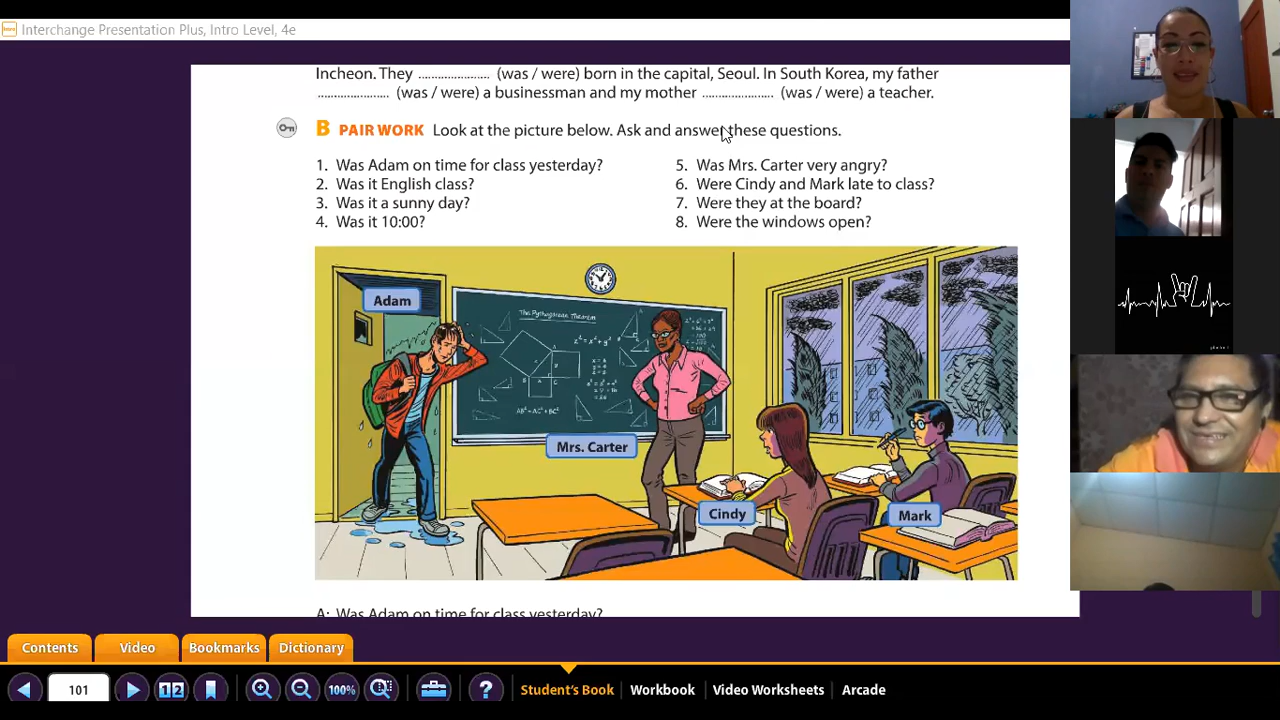 Interchange Presentation Plus, Intro Level, 4e
Incheon. They ..................... (was / were) born in the capital, Seoul. In South Korea, my father
..................... (was / were) a businessman and my mother ..................... (was / were) a teacher.
B PAIR WORK Look at the picture below. Ask and answer these questions.
1. Was Adam on time for class yesterday?
2. Was it English class?
3. Was it a sunny day?
4. Was it 10:00?
5. Was Mrs. Carter very angry?
6. Were Cindy and Mark late to class?
7. Were they at the board?
8. Were the windows open?
Adam
The Pythagorean Theorem
Mrs. Carter
Cindy
Mark
A: Was Adam on time for class yesterday?
Contents Video Bookmarks Dictionary
101 12 100% ? Student's Book Workbook Video Worksheets Arcade